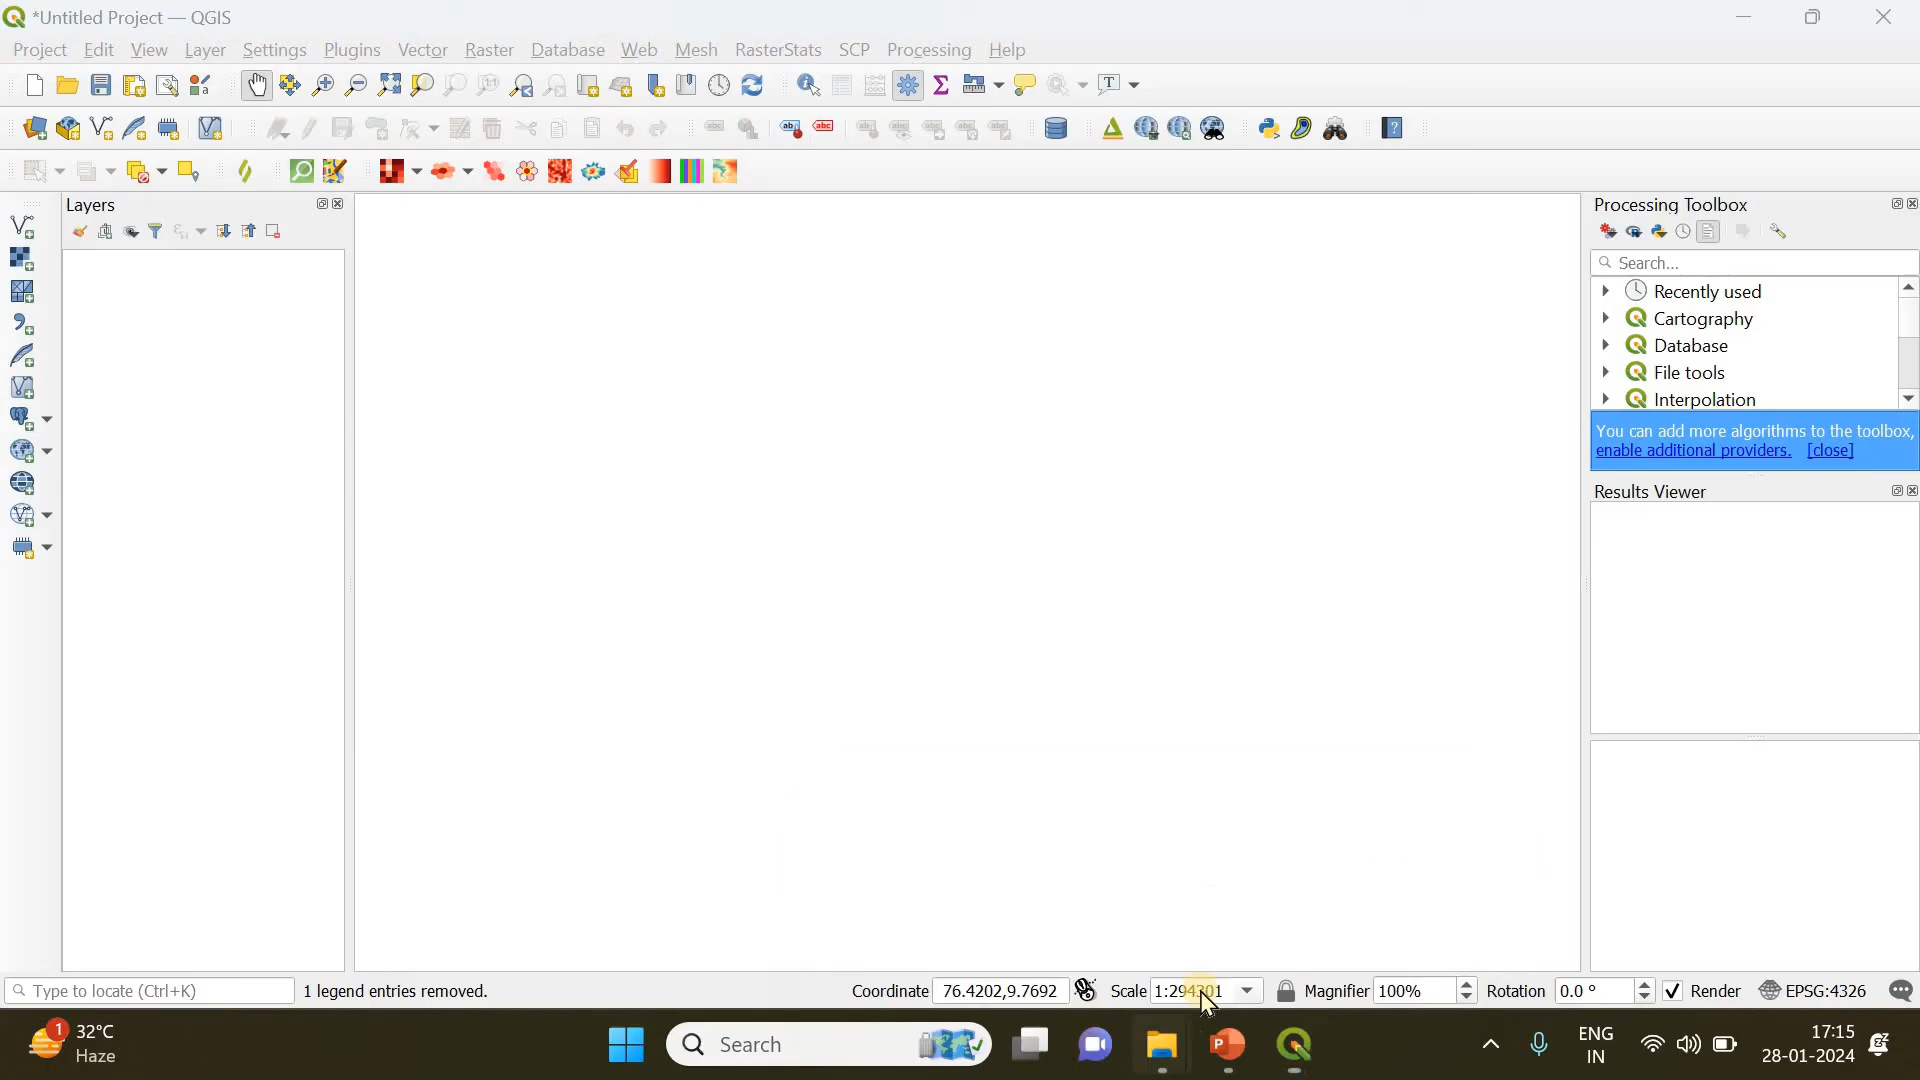 *Untitled Project — QGIS
Project Edit View Layer Settings Plugins Vector Raster Database Web Mesh RasterStats SCP Processing Help
Layers
Processing Toolbox
Search...
Recently used
Cartography
Database
File tools
Interpolation
You can add more algorithms to the toolbox,
enable additional providers. [close]
Results Viewer
Type to locate (Ctrl+K) 1 legend entries removed. Coordinate 76.4202,9.7692 Scale 1:294301 Magnifier 100% Rotation 0.0 ° Render EPSG:4326
1 32°C
Haze
Search
ENG
IN
17:15
28-01-2024